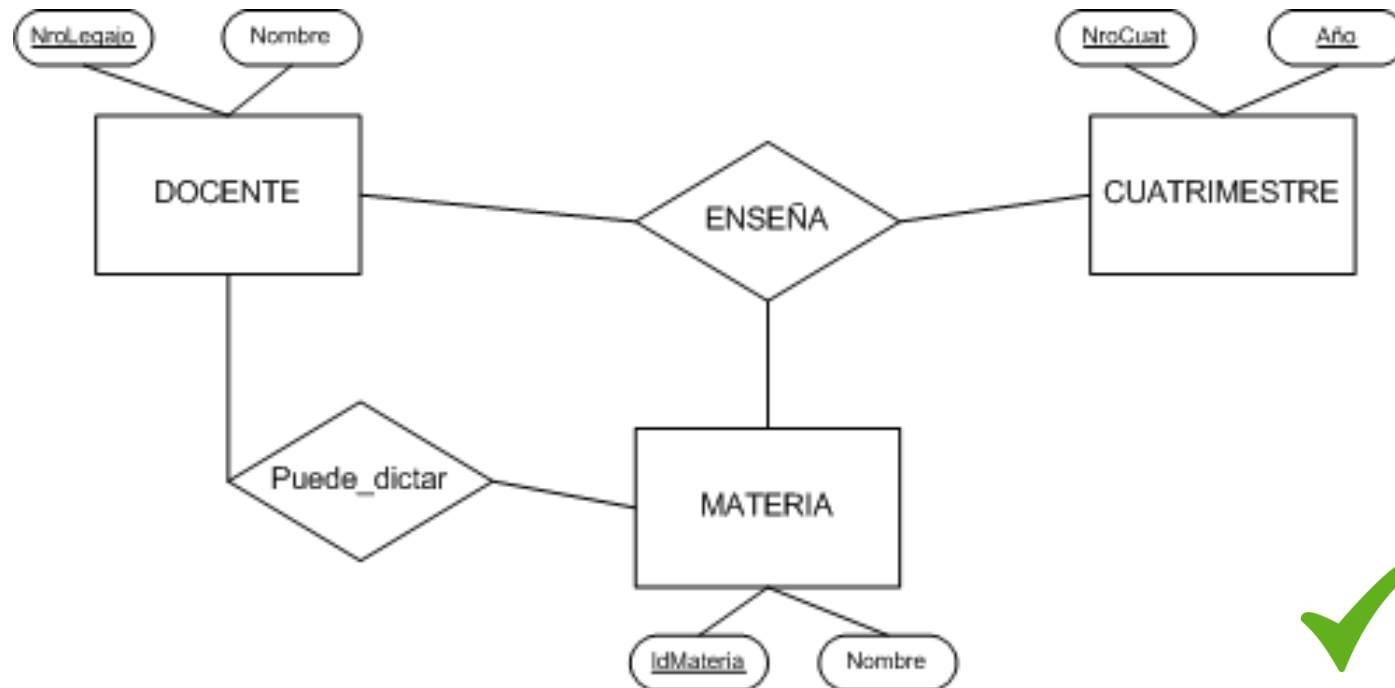 NroLegajo
Nombre
NroCuat
Año
DOCENTE
ENSEÑA
CUATRIMESTRE
Puede_dictar
MATERIA
IdMateria
Nombre